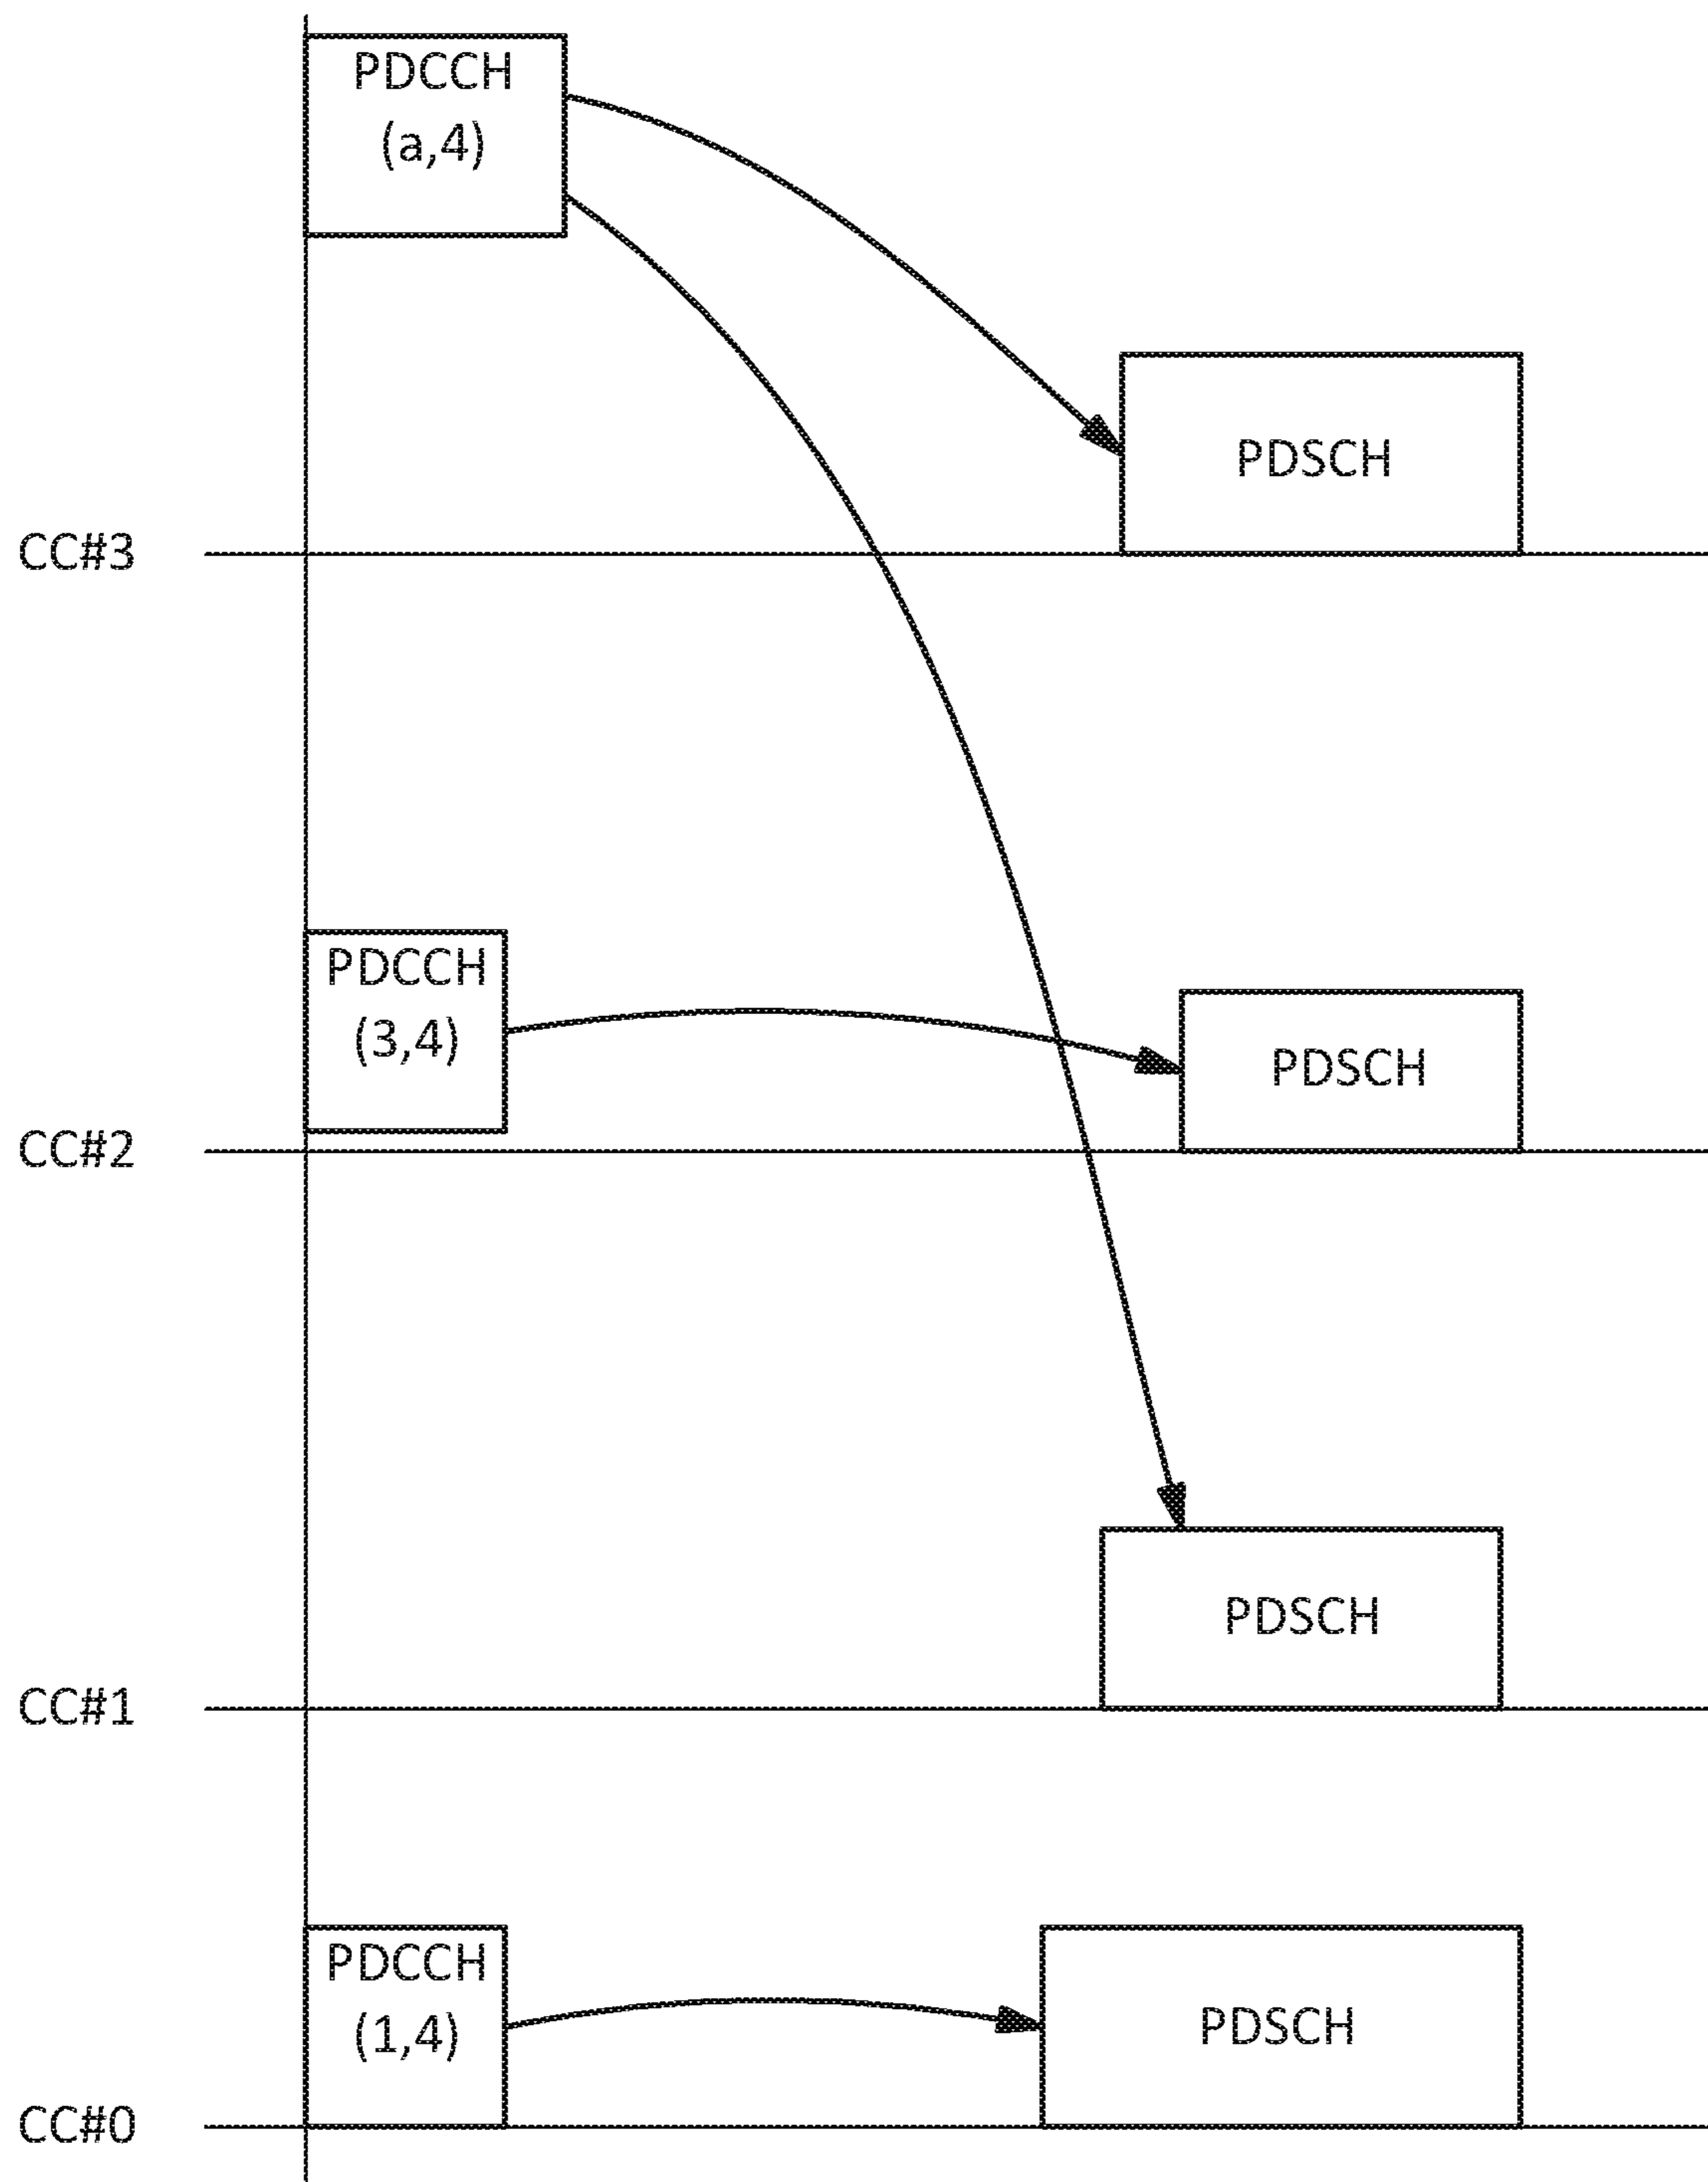 PDCCH
(a,4)
PDSCH
CC#3
PDCCH
(3,4)
PDSCH
CC#2
PDSCH
CC#1
PDCCH
(1,4)
PDSCH
CC#0